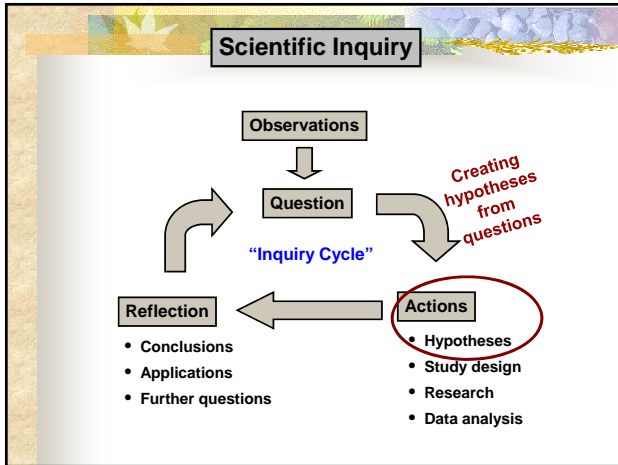 Scientific Inquiry
Observations
Question
Creating
hypotheses
from
questions
“Inquiry Cycle”
Reflection
• Conclusions
• Applications
• Further questions
Actions
• Hypotheses
• Study design
• Research
• Data analysis